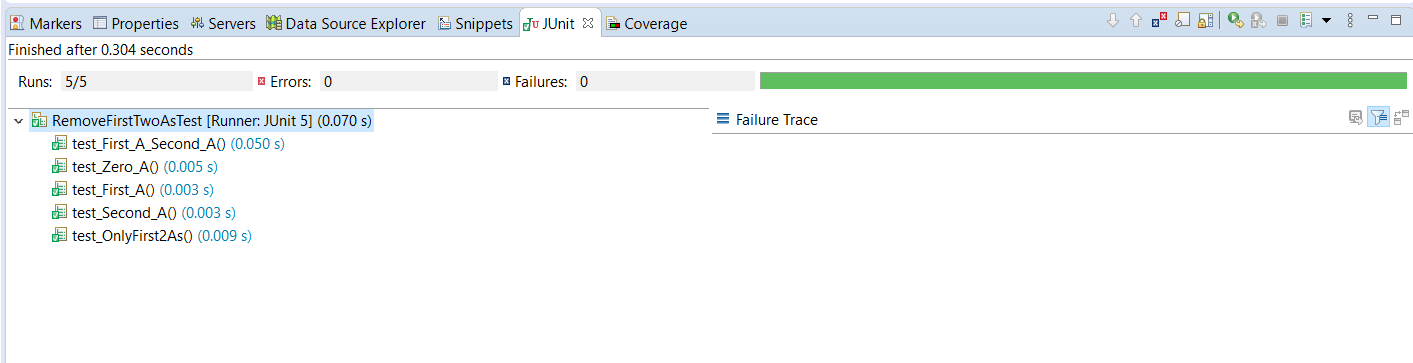 Markers Properties Servers Data Source Explorer Snippets JUnit Coverage
Finished after 0.304 seconds
Runs: 5/5 Errors: 0 Failures: 0
RemoveFirstTwoAsTest [Runner: JUnit 5] (0.070 s)
Failure Trace
test_First_A_Second_A() (0.050 s)
test_Zero_A() (0.005 s)
test_First_A() (0.003 s)
test_Second_A() (0.003 s)
test_OnlyFirst2As() (0.009 s)